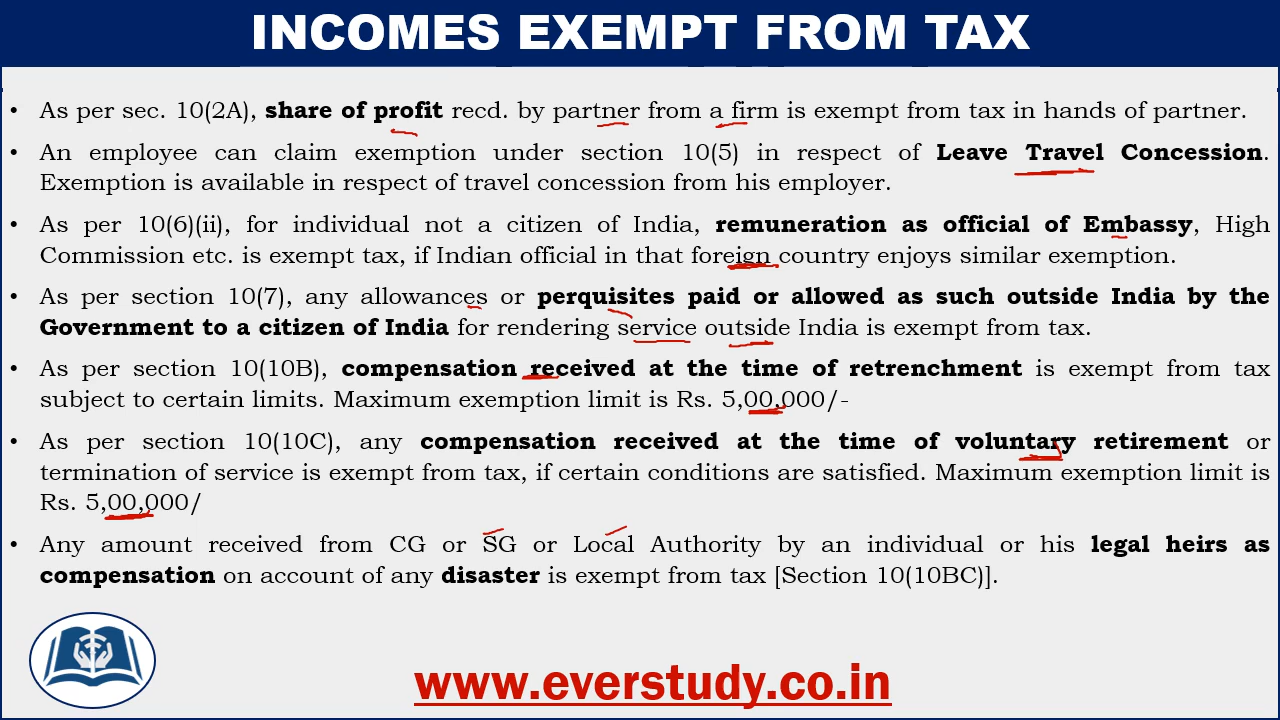 INCOMES EXEMPT FROM TAX
• As per sec. 10(2A), share of profit recd. by partner from a firm is exempt from tax in hands of partner.
• An employee can claim exemption under section 10(5) in respect of Leave Travel Concession.
Exemption is available in respect of travel concession from his employer.
• As per 10(6)(ii), for individual not a citizen of India, remuneration as official of Embassy, High
Commission etc. is exempt tax, if Indian official in that foreign country enjoys similar exemption.
• As per section 10(7), any allowances or perquisites paid or allowed as such outside India by the
Government to a citizen of India for rendering service outside India is exempt from tax.
• As per section 10(10B), compensation received at the time of retrenchment is exempt from tax
subject to certain limits. Maximum exemption limit is Rs. 5,00,000/-
• As per section 10(10C), any compensation received at the time of voluntary retirement or
termination of service is exempt from tax, if certain conditions are satisfied. Maximum exemption limit is
Rs. 5,00,000/
• Any amount received from CG or SG or Local Authority by an individual or his legal heirs as
compensation on account of any disaster is exempt from tax [Section 10(10BC)].
www.everstudy.co.in